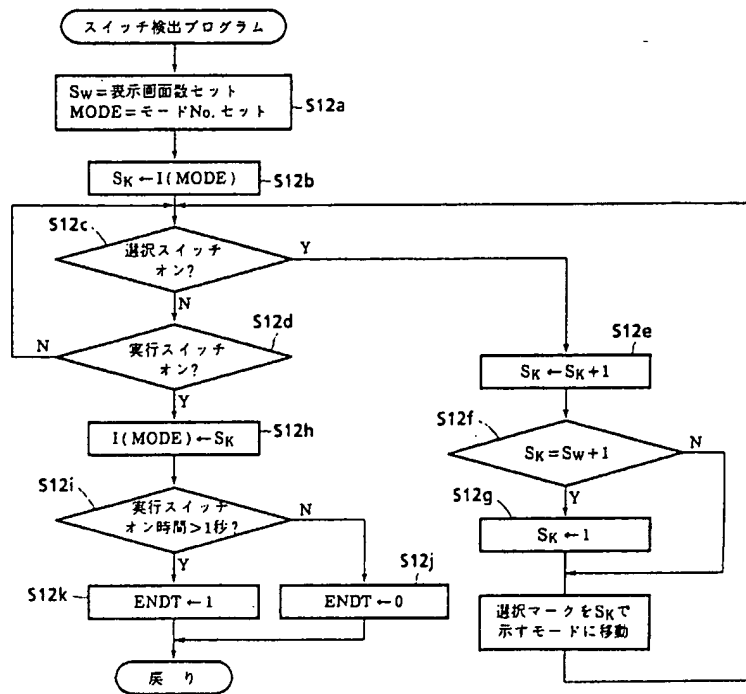 スイッチ検出プログラム
Sw=表示画面数セット
MODE=モードNo.セット
S12a
SK←I(MODE)
S12b
S12c
選択スイッチ
オン?
Y
N
S12d
実行スイッチ
オン?
N
Y
S12e
SK←SK+1
S12f
SK=Sw+1
N
Y
S12g
SK←1
選択マークをSKで
示すモードに移動
I(MODE)←SK
S12h
S12i
実行スイッチ
オン時間>1秒?
N
Y
S12j
S12k
ENDT←1
ENDT←0
戻り